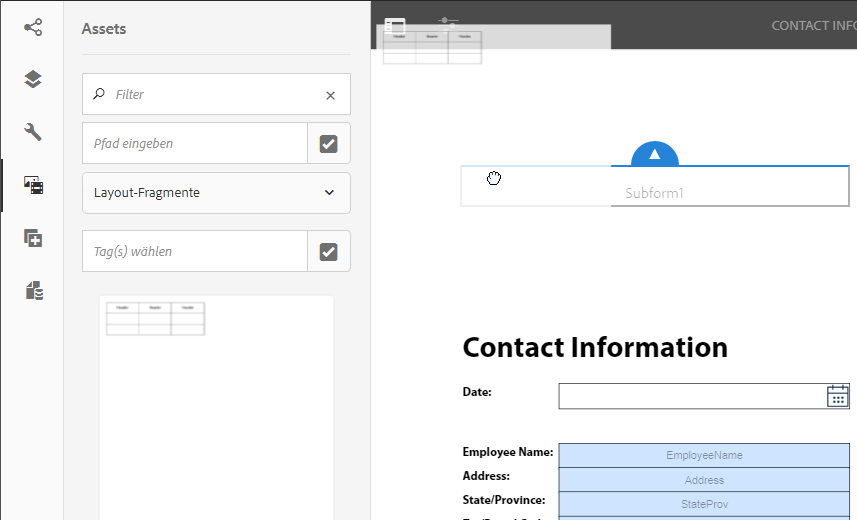 Assets
CONTACT INFO
Filter
Pfad eingeben
Layout-Fragmente
Tag(s) wählen
Subform1
Contact Information
Date:
Employee Name:
EmployeeName
Address:
Address
State/Province:
StateProv